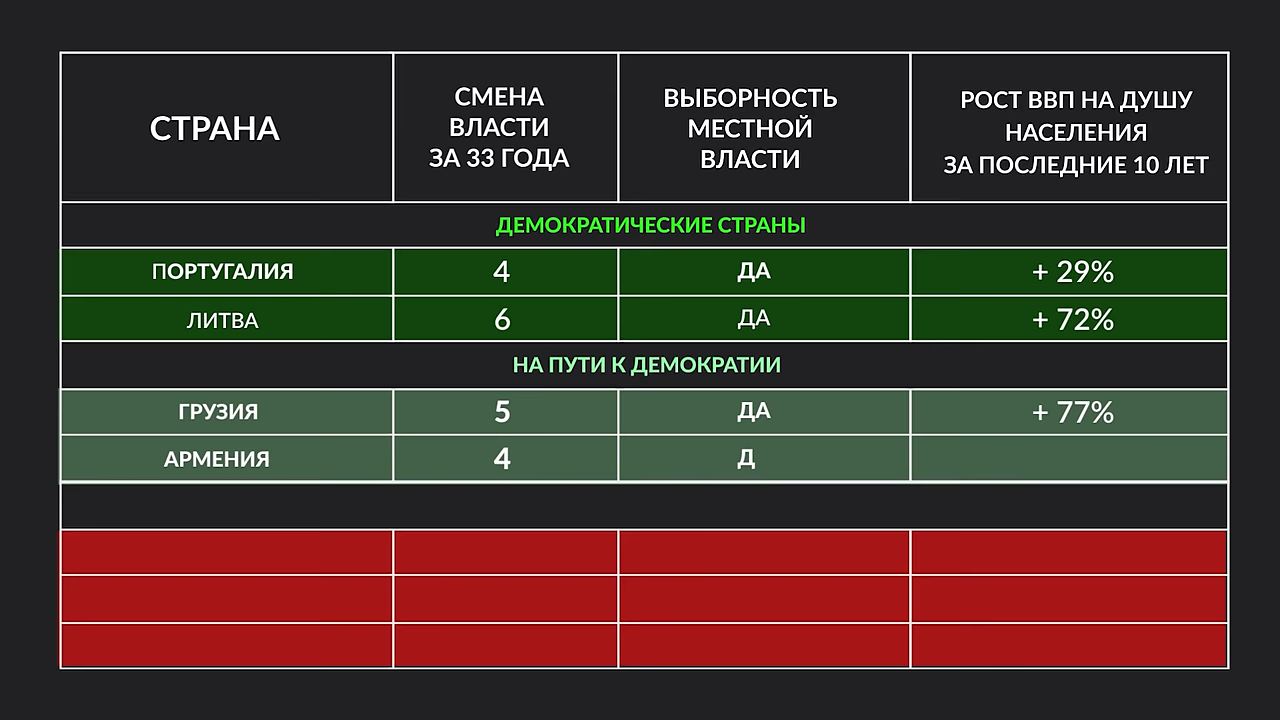 СТРАНА
СМЕНА
ВЛАСТИ
ЗА 33 ГОДА
ВЫБОРНОСТЬ
МЕСТНОЙ
ВЛАСТИ
РОСТ ВВП НА ДУШУ
НАСЕЛЕНИЯ
ЗА ПОСЛЕДНИЕ 10 ЛЕТ
ДЕМОКРАТИЧЕСКИЕ СТРАНЫ
ПОРТУГАЛИЯ 4 ДА + 29%
ЛИТВА 6 ДА + 72%
НА ПУТИ К ДЕМОКРАТИИ
ГРУЗИЯ 5 ДА + 77%
АРМЕНИЯ 4 Д